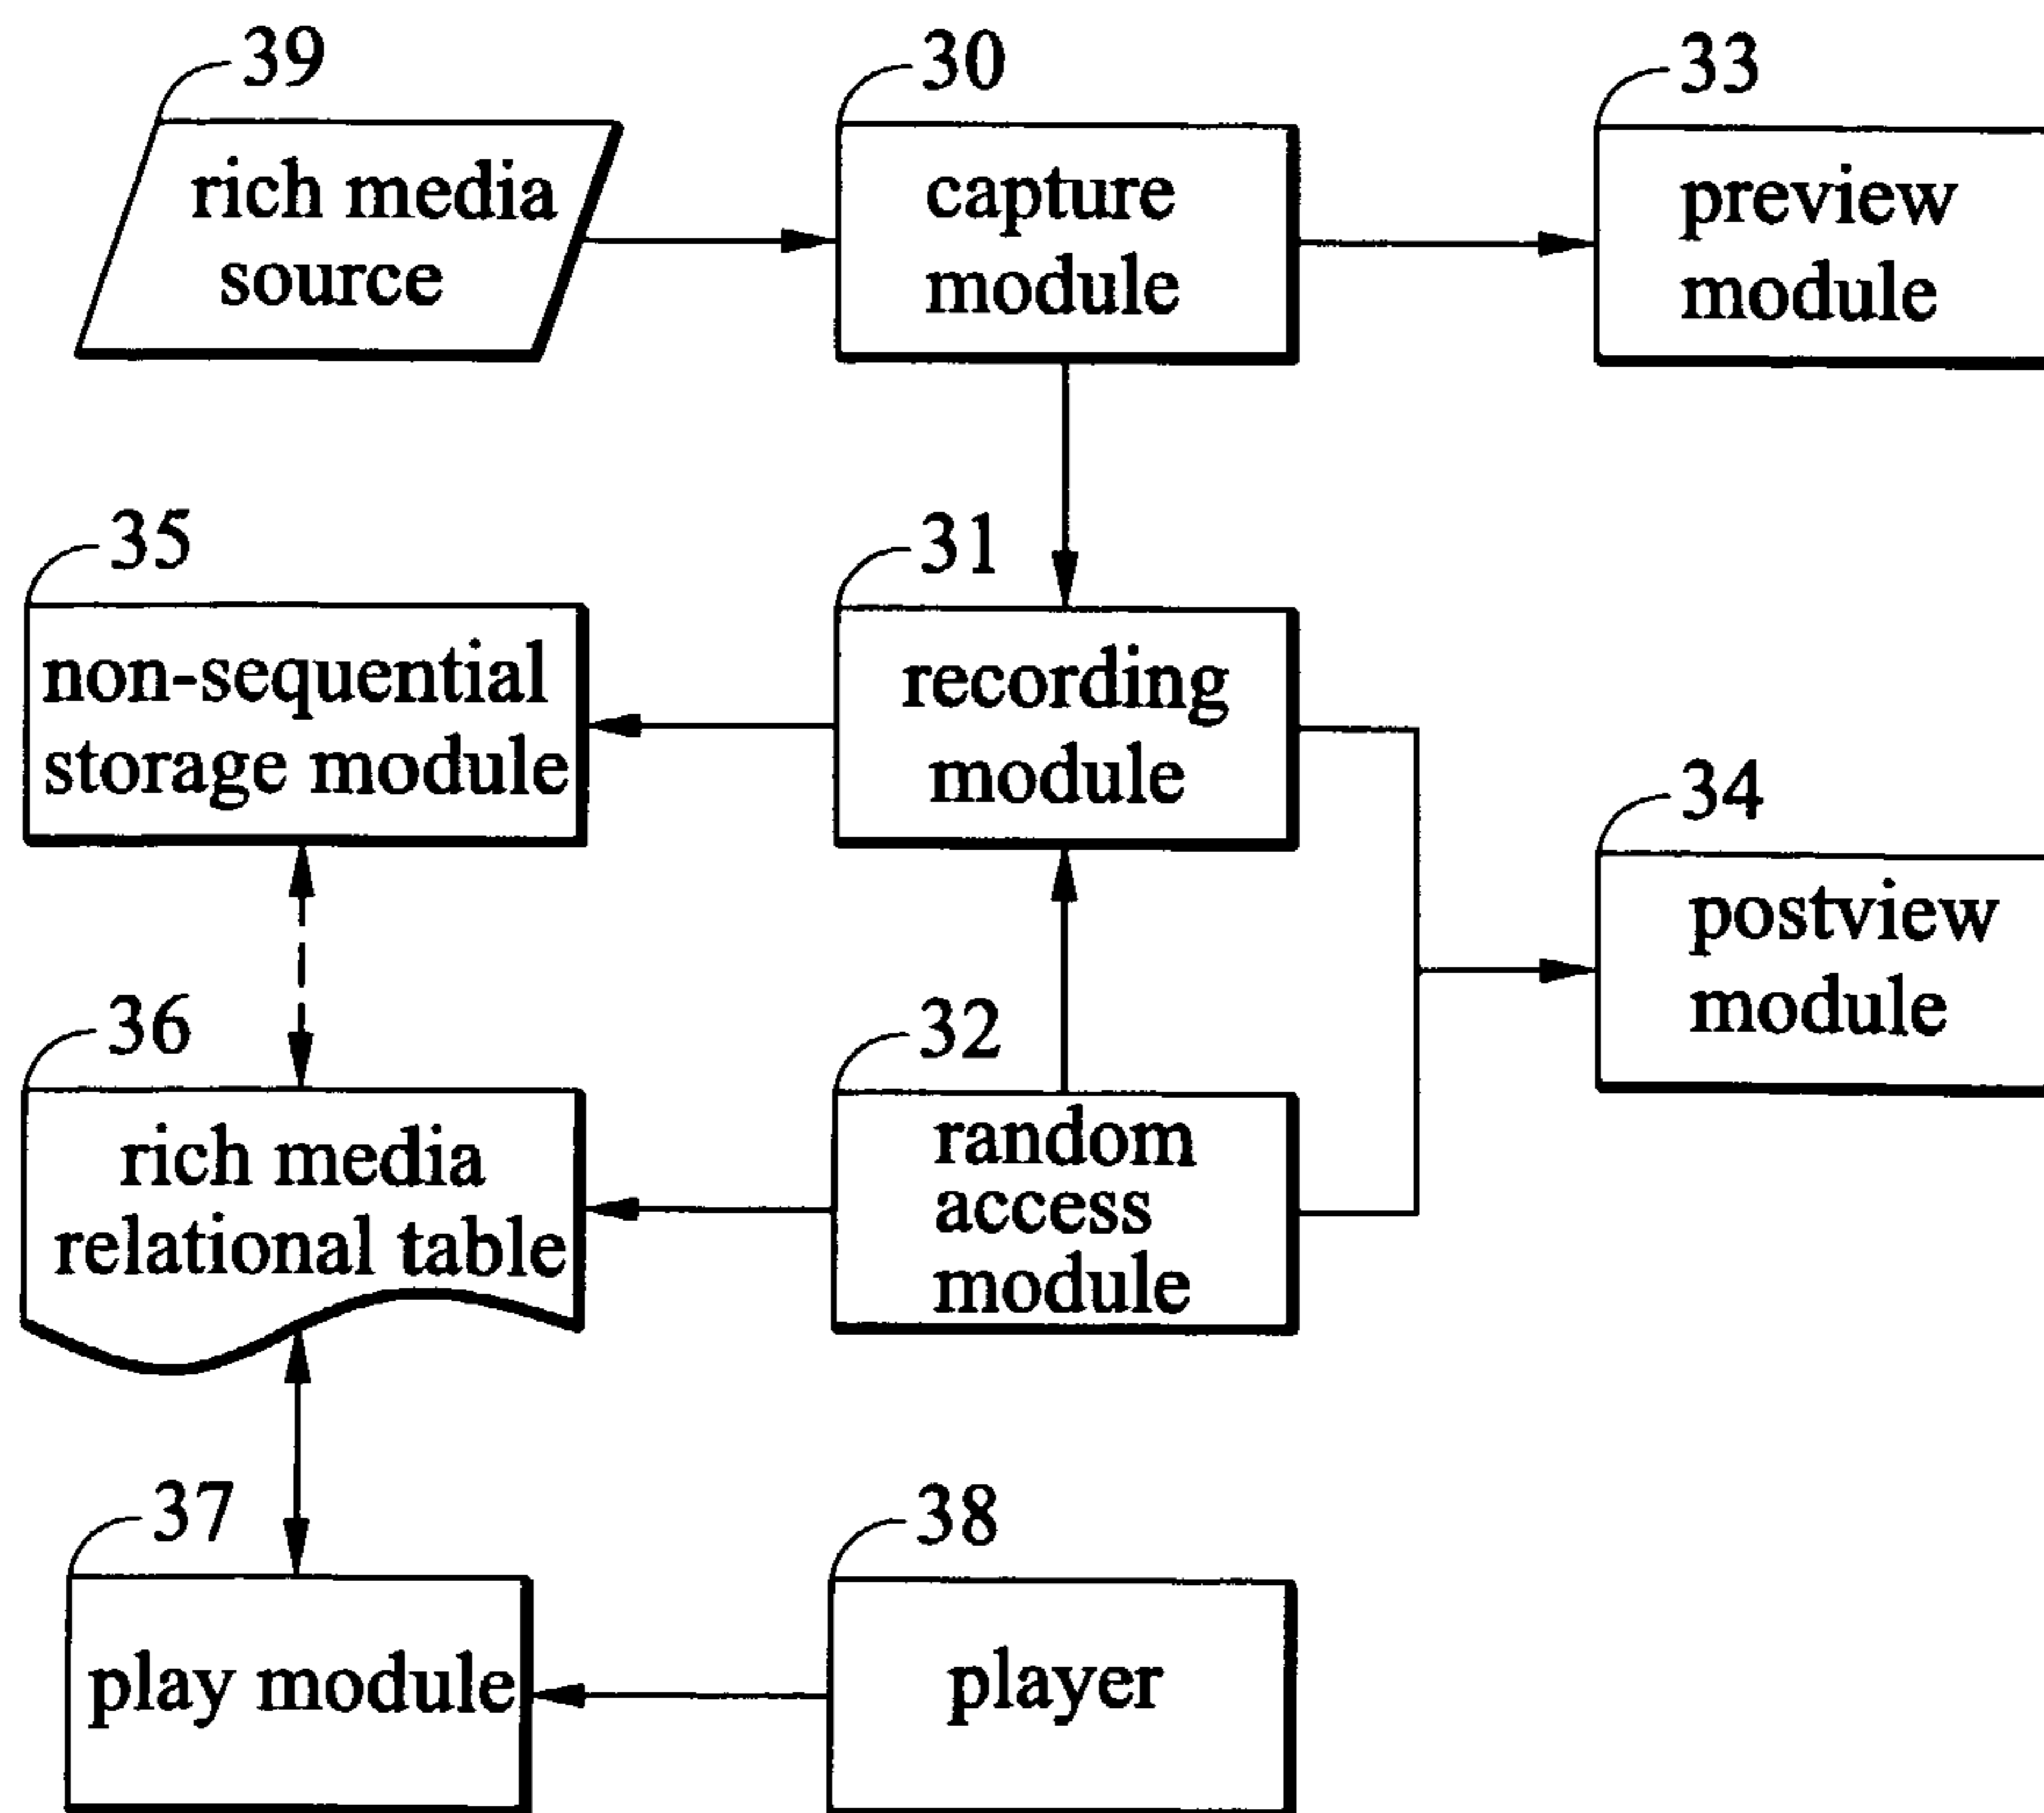 39
rich media
source
30
capture
module
33
preview
module
35
non-sequential
storage module
31
recording
module
34
postview
module
36
rich media
relational table
32
random
access
module
37
play module
38
player